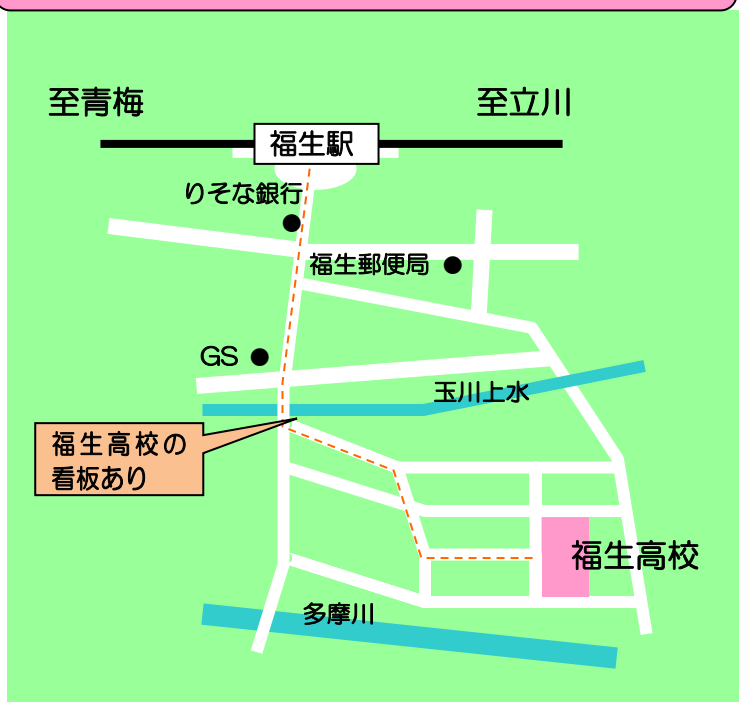 至青梅
至立川
福生駅
りそな銀行
福生郵便局
GS
玉川上水
福生高校の
看板あり
福生高校
多摩川